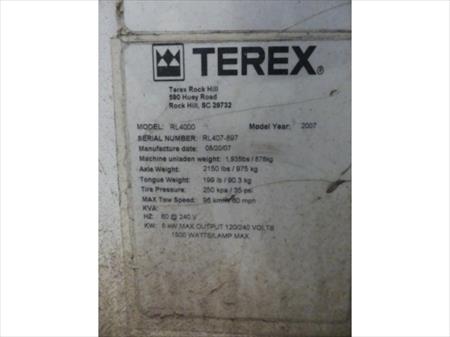 TEREX®
Terex Rock Hill
590 Huey Road
Rock Hill, SC 29732
MODEL: RL4000 Model Year: 2007
SERIAL NUMBER: RL407-897
Manufacture date: 08/20/07
Machine unladen weight: 1,935lbs / 878kg
Axle Weight: 2150 lbs / 975 kg
Tongue Weight: 199 lb / 90.3 kg
Tire Pressure: 250 kpa / 35 psi
MAX Tow Speed: 96 km/h/ 60 mph
KVA:
HZ: 60 @ 240 V
KW: 6 kW MAX OUTPUT 120/240 VOLTS
1500 WATTS/LAMP MAX.